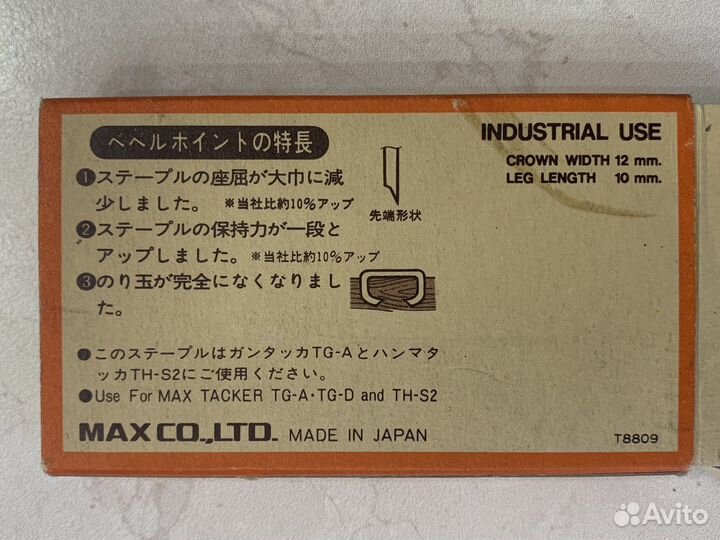 ベベルポイントの特長
❶ステープルの座屈が大巾に減
少しました。 ※当社比約10%アップ
❷ステープルの保持力が一段と
アップしました。※当社比約10%アップ
❸のり玉が完全になくなりまし
た。
先端形状
INDUSTRIAL USE
CROWN WIDTH 12 mm.
LEG LENGTH 10 mm.
●このステープルはガンタッカTG-Aとハンマタ
ッカTH-S2にご使用ください。
●Use For MAX TACKER TG-A・TG-D and TH-S2
MAX CO.,LTD. MADE IN JAPAN
T8809
Avito